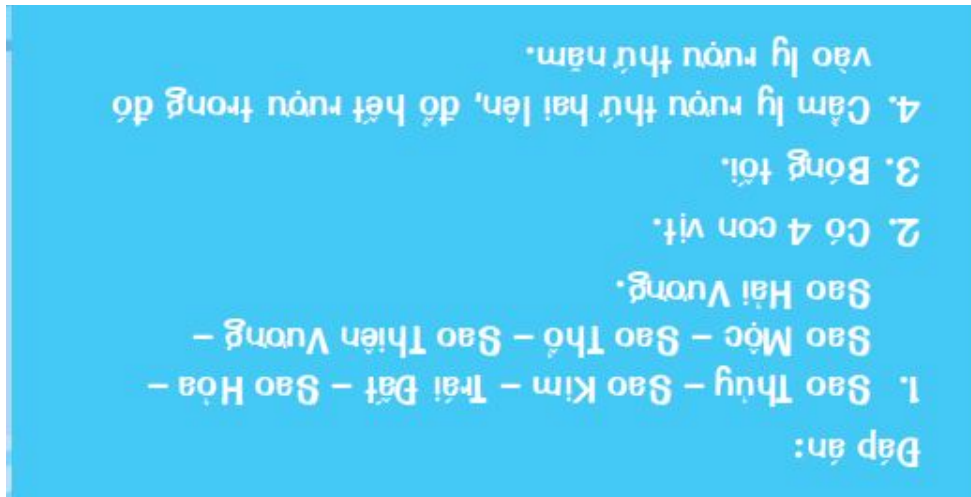 Đáp án:
1. Sao Thủy – Sao Kim – Trái Đất – Sao Hỏa –
Sao Mộc – Sao Thổ – Sao Thiên Vương –
Sao Hải Vương.
2. Có 4 con vịt.
3. Bóng tối.
4. Cầm ly rượu thứ hai lên, đổ hết rượu trong đó
vào ly rượu thứ năm.